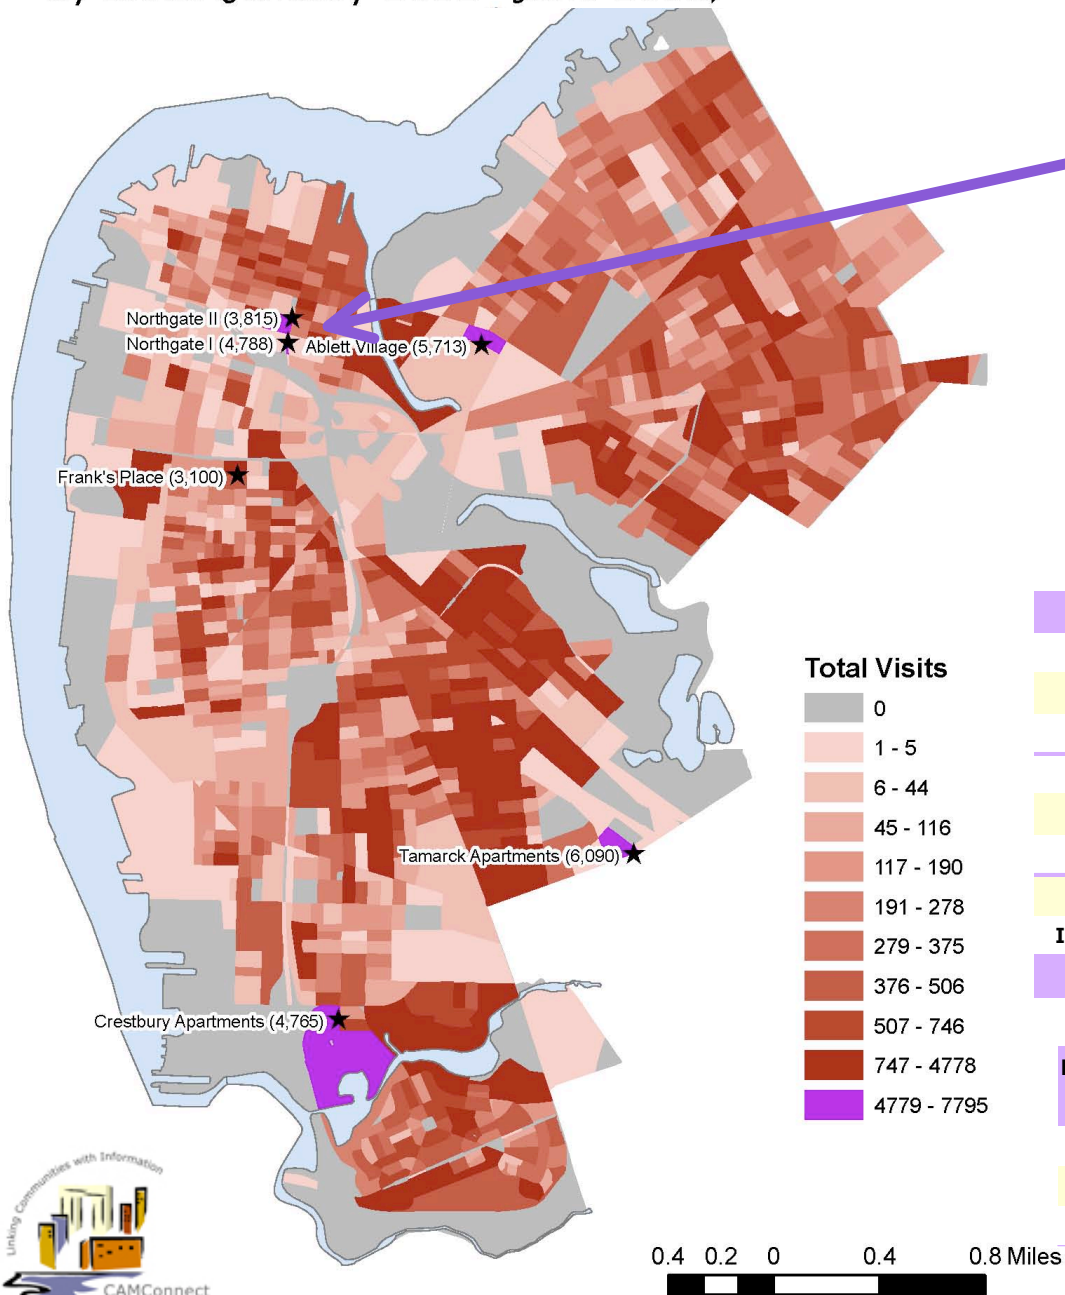 Northgate II (3,815)
Northgate I (4,788)
Ablett Village (5,713)
Frank's Place (3,100)
Total Visits
0
1 - 5
6 - 44
45 - 116
117 - 190
191 - 278
279 - 375
376 - 506
507 - 746
747 - 4778
4779 - 7795
Tamarck Apartments (6,090)
Crestbury Apartments (4,765)
Linking Communities with Information
CAMConnect
0.4 0.2 0 0.4 0.8 Miles